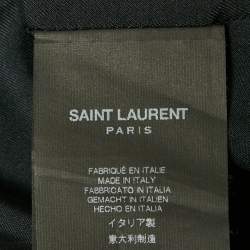 SAINT LAURENT
PARIS
FABRIQUÉ EN ITALIE
MADE IN ITALY
FABBRICATO IN ITALIA
GEMACHT IN ITALIEN
HECHO EN ITALIA
イタリア製
意大利制造